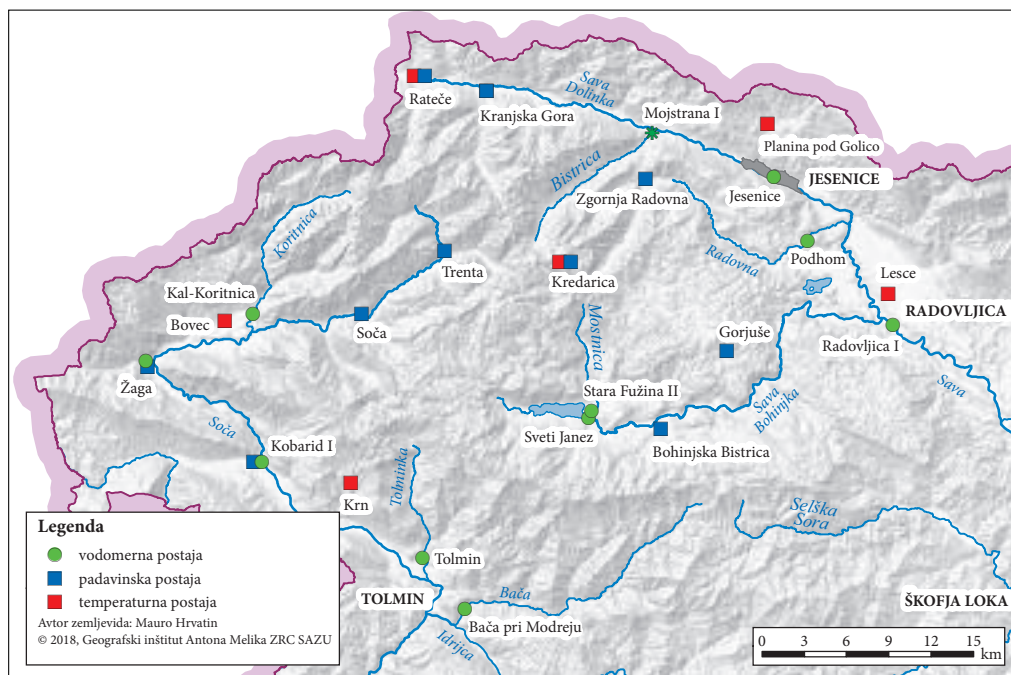 Rateče
Kranjska Gora
Sava
Dolinka
Mojstrana I
Planina pod Golico
JESENICE
Jesenice
Bistrica
Zgornja Radovna
Radovna
Podhom
Koritnica
Trenta
Kredarica
Lesce
Kal-Koritnica
Bovec
Soča
Mostnica
Gorjuše
RADOVLJICA
Radovljica I
Žaga
Stara Fužina II
Sava
Bohinjka
Sava
Soča
Kobarid I
Sveti Janez
Bohinjska Bistrica
Tolminka
Krn
Selška
Sora
Legenda
vodomerna postaja
padavinska postaja
temperaturna postaja
Avtor zemljevida: Mauro Hrvatin
© 2018, Geografski inštitut Antona Melika ZRC SAZU
Tolmin
TOLMIN
Bača
Bača pri Modreju
Idrijca
ŠKOFJA LOKA
0 3 6 9 12 15
km